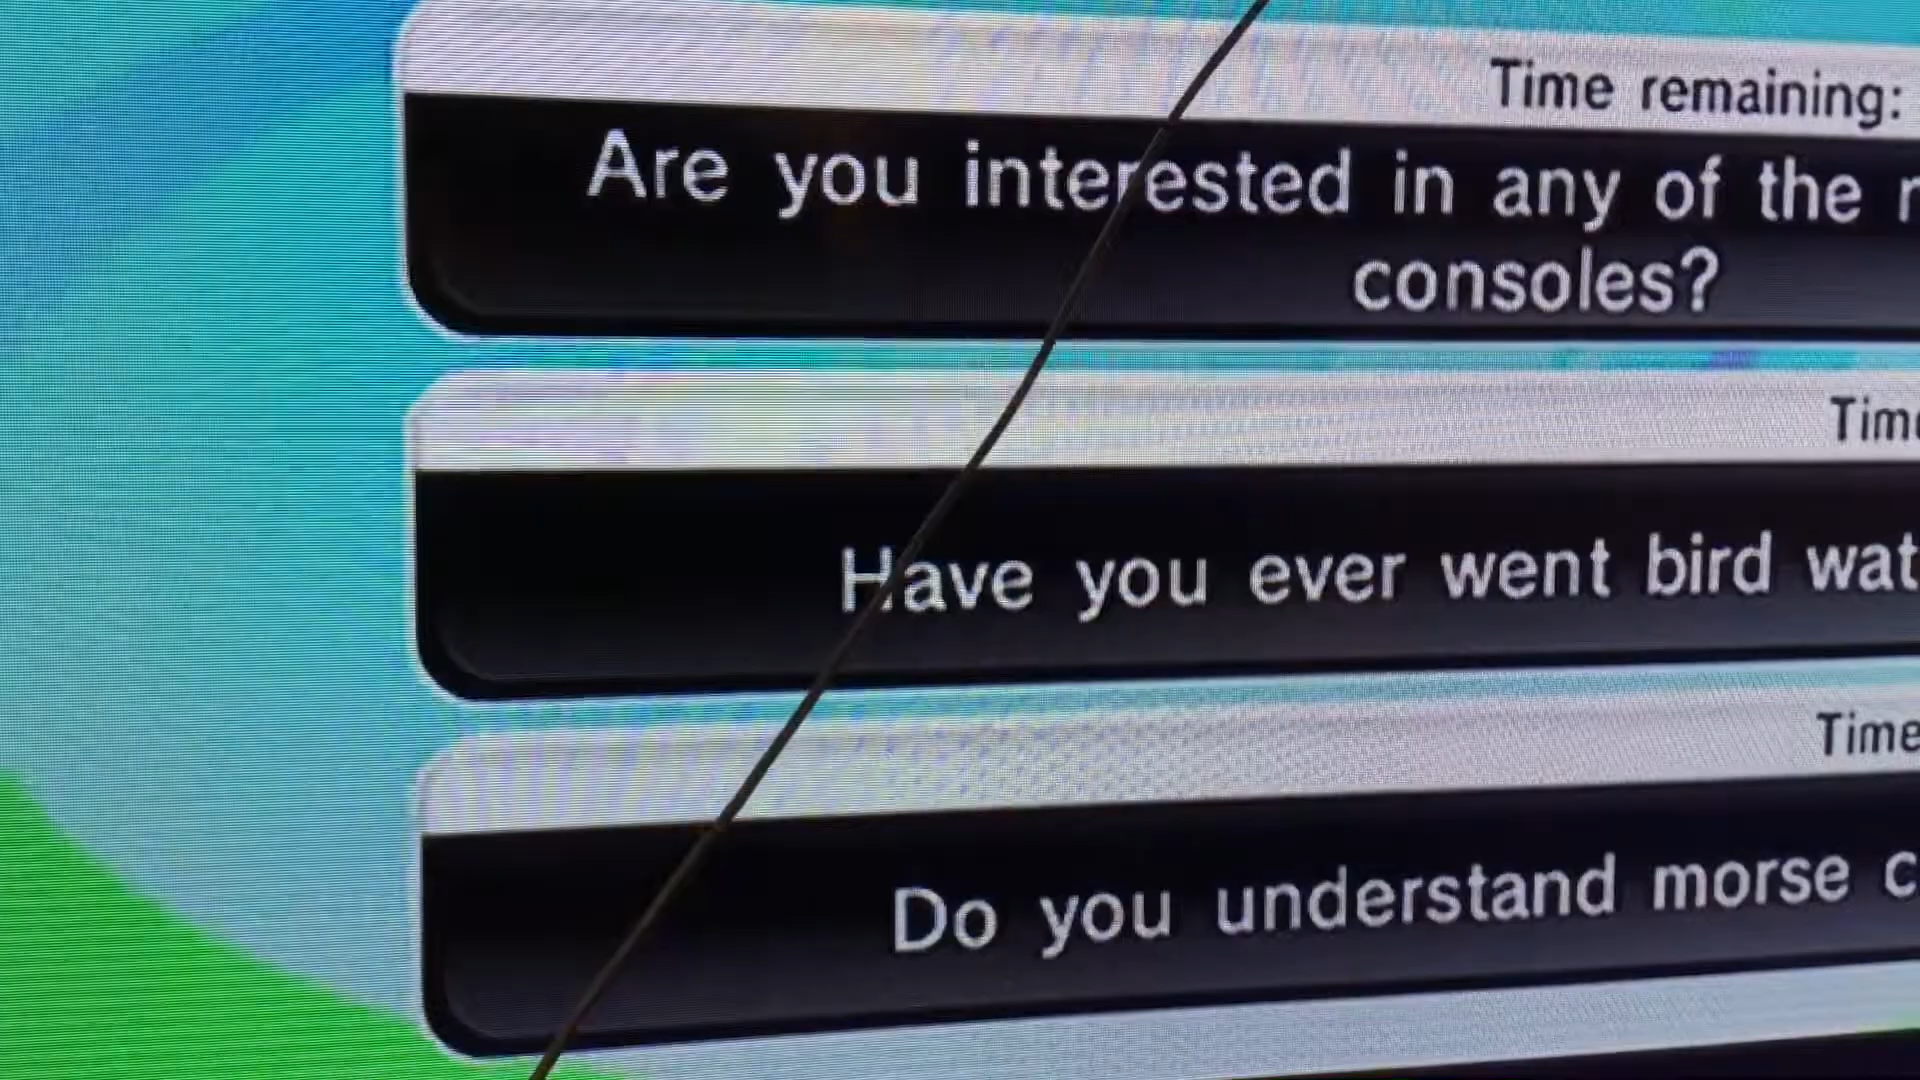 Time remaining:
Are you interested in any of the
consoles?
Have you ever went bird
Do you understand morse